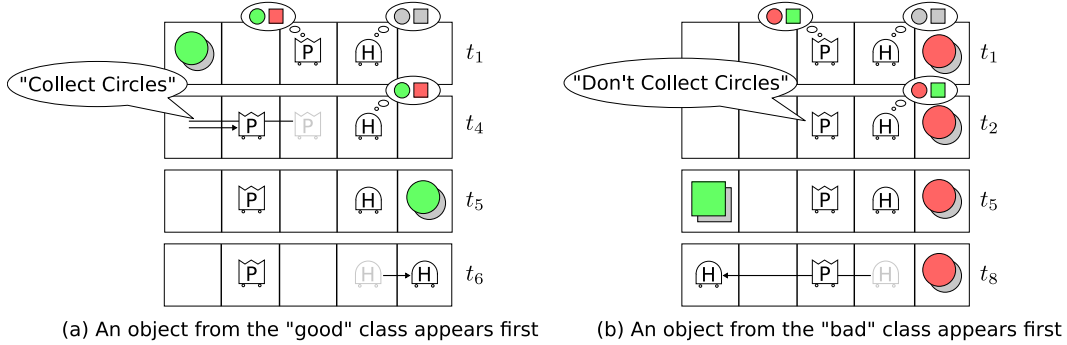 P H t₁
"Collect Circles"
P P H t₄
P H t₅
P H H t₆
(a) An object from the "good" class appears first
P H t₁
"Don't Collect Circles"
P H t₂
P H t₅
H P H t₈
(b) An object from the "bad" class appears first